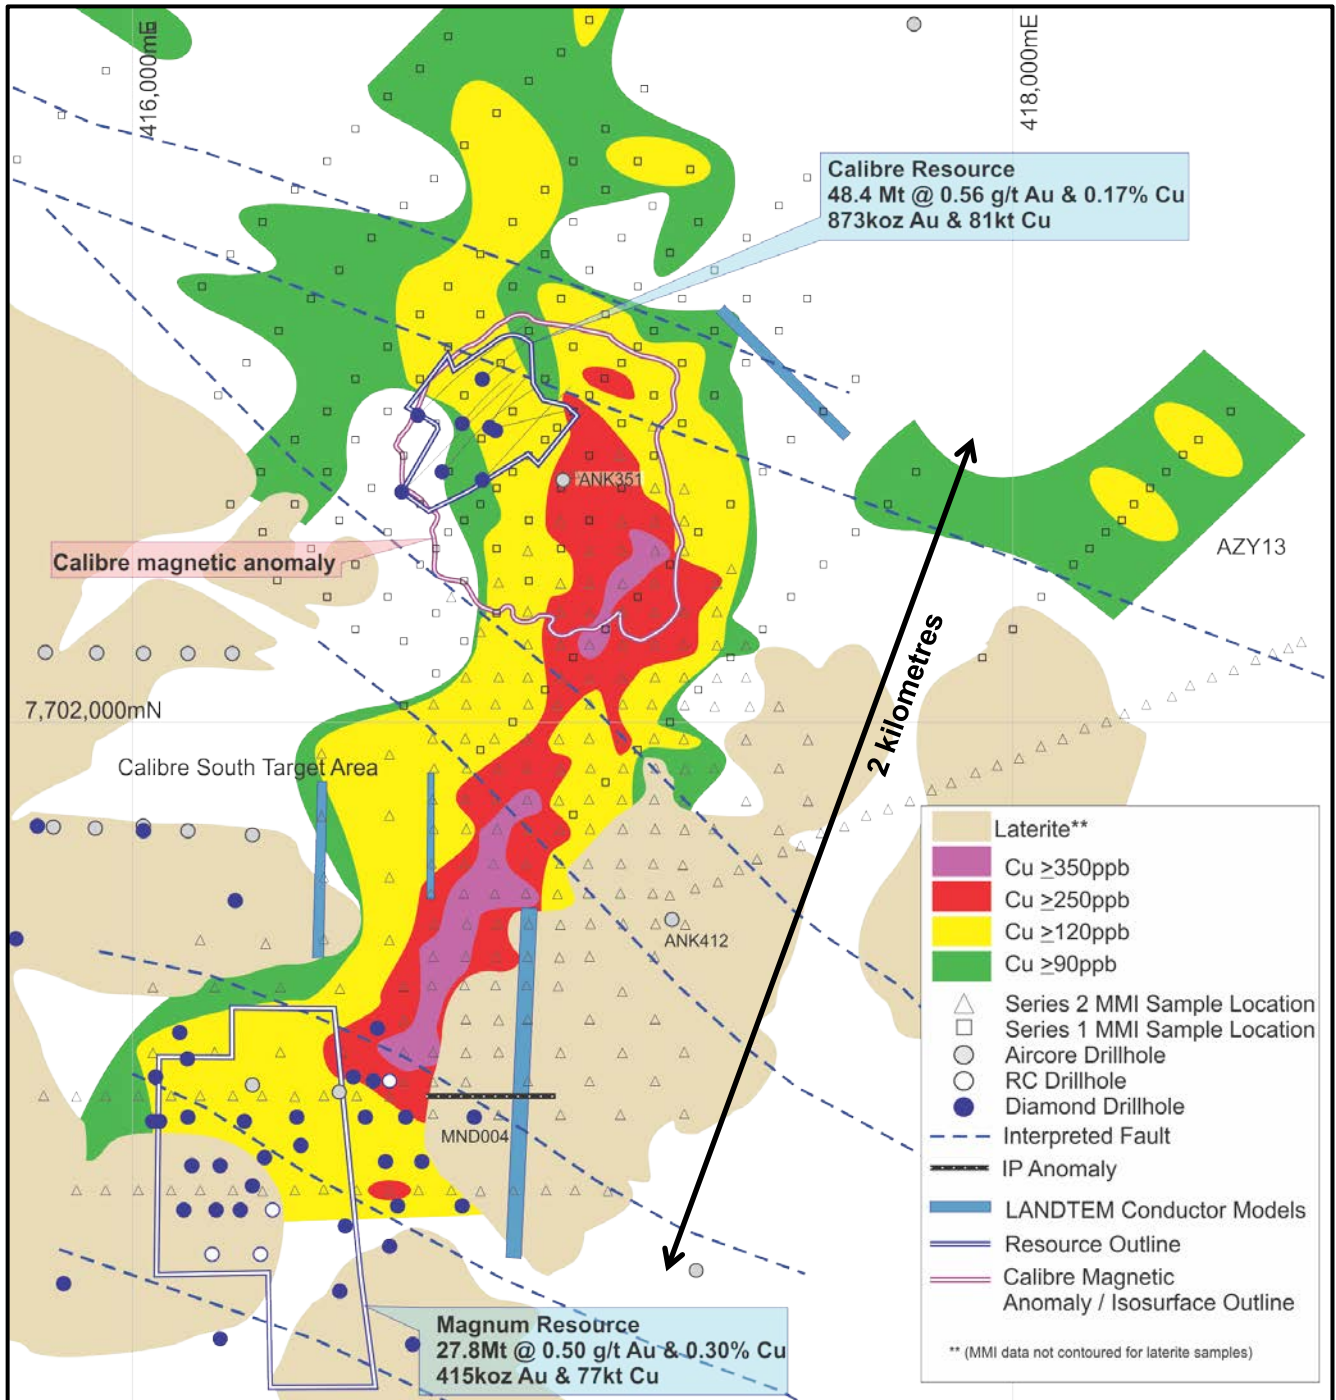 416,000mE
418,000mE
Calibre Resource
48.4 Mt @ 0.56 g/t Au & 0.17% Cu
873koz Au & 81kt Cu
ANK351
Calibre magnetic anomaly
AZY13
2 kilometres
7,702,000mN
Calibre South Target Area
ANK412
MND004
Laterite**
Cu ≥350ppb
Cu ≥250ppb
Cu ≥120ppb
Cu ≥90ppb
Series 2 MMI Sample Location
Series 1 MMI Sample Location
Aircore Drillhole
RC Drillhole
Diamond Drillhole
Interpreted Fault
IP Anomaly
LANDTEM Conductor Models
Resource Outline
Calibre Magnetic
Anomaly / Isosurface Outline
** (MMI data not contoured for laterite samples)
Magnum Resource
27.8Mt @ 0.50 g/t Au & 0.30% Cu
415koz Au & 77kt Cu